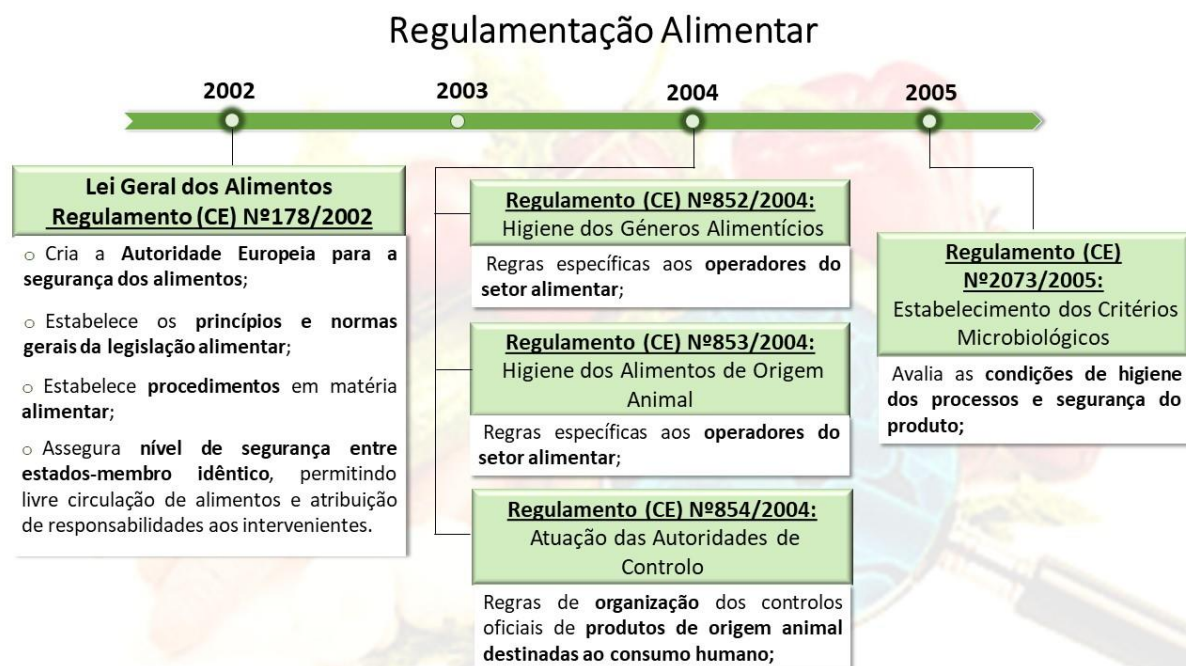 Regulamentação Alimentar
2002
2003
2004
2005
Lei Geral dos Alimentos
Regulamento (CE) Nº178/2002
o Cria a Autoridade Europeia para a
segurança dos alimentos;
o Estabelece os princípios e normas
gerais da legislação alimentar;
o Estabelece procedimentos em matéria
alimentar;
o Assegura nível de segurança entre
estados-membro idêntico, permitindo
livre circulação de alimentos e atribuição
de responsabilidades aos intervenientes.
Regulamento (CE) Nº852/2004:
Higiene dos Géneros Alimentícios
Regras específicas aos operadores do
setor alimentar;
Regulamento (CE) Nº853/2004:
Higiene dos Alimentos de Origem
Animal
Regras específicas aos operadores do
setor alimentar;
Regulamento (CE) Nº854/2004:
Atuação das Autoridades de
Controlo
Regras de organização dos controlos
oficiais de produtos de origem animal
destinadas ao consumo humano;
Regulamento (CE)
Nº2073/2005:
Estabelecimento dos Critérios
Microbiológicos
Avalia as condições de higiene
dos processos e segurança do
produto;